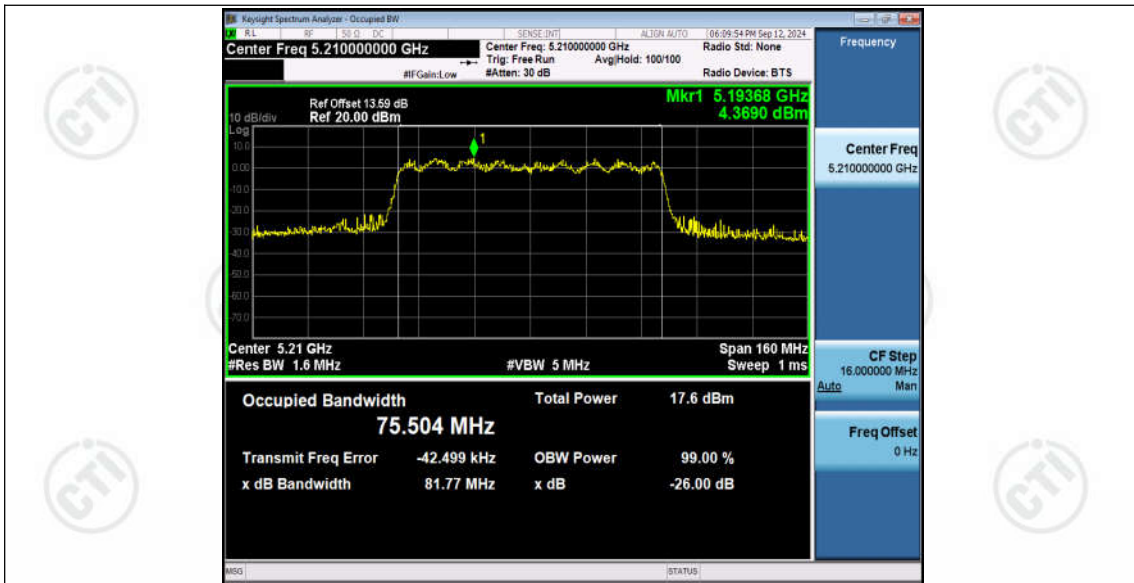 Keysight Spectrum Analyzer - Occupied BW
RL RF 50 Ω DC SENSE:INT ALIGN AUTO 06:09:54 PM Sep 12, 2024
Center Freq 5.210000000 GHz
Center Freq: 5.210000000 GHz Radio Std: None
Trig: Free Run Avg|Hold: 100/100
#IFGain:Low #Atten: 30 dB Radio Device: BTS
Frequency
Mkr1 5.19368 GHz
4.3690 dBm
Ref Offset 13.59 dB
10 dB/div Ref 20.00 dBm
Log
10.0
0.00
-10.0
-20.0
-30.0
-40.0
-50.0
-60.0
-70.0
1
Center 5.21 GHz Span 160 MHz
#Res BW 1.6 MHz #VBW 5 MHz Sweep 1 ms
Center Freq
5.210000000 GHz
CF Step
16.000000 MHz
Auto Man
Freq Offset
0 Hz
Occupied Bandwidth Total Power 17.6 dBm
75.504 MHz
Transmit Freq Error -42.499 kHz OBW Power 99.00 %
x dB Bandwidth 81.77 MHz x dB -26.00 dB
MSG STATUS
CTI
CTI
CTI
CTI